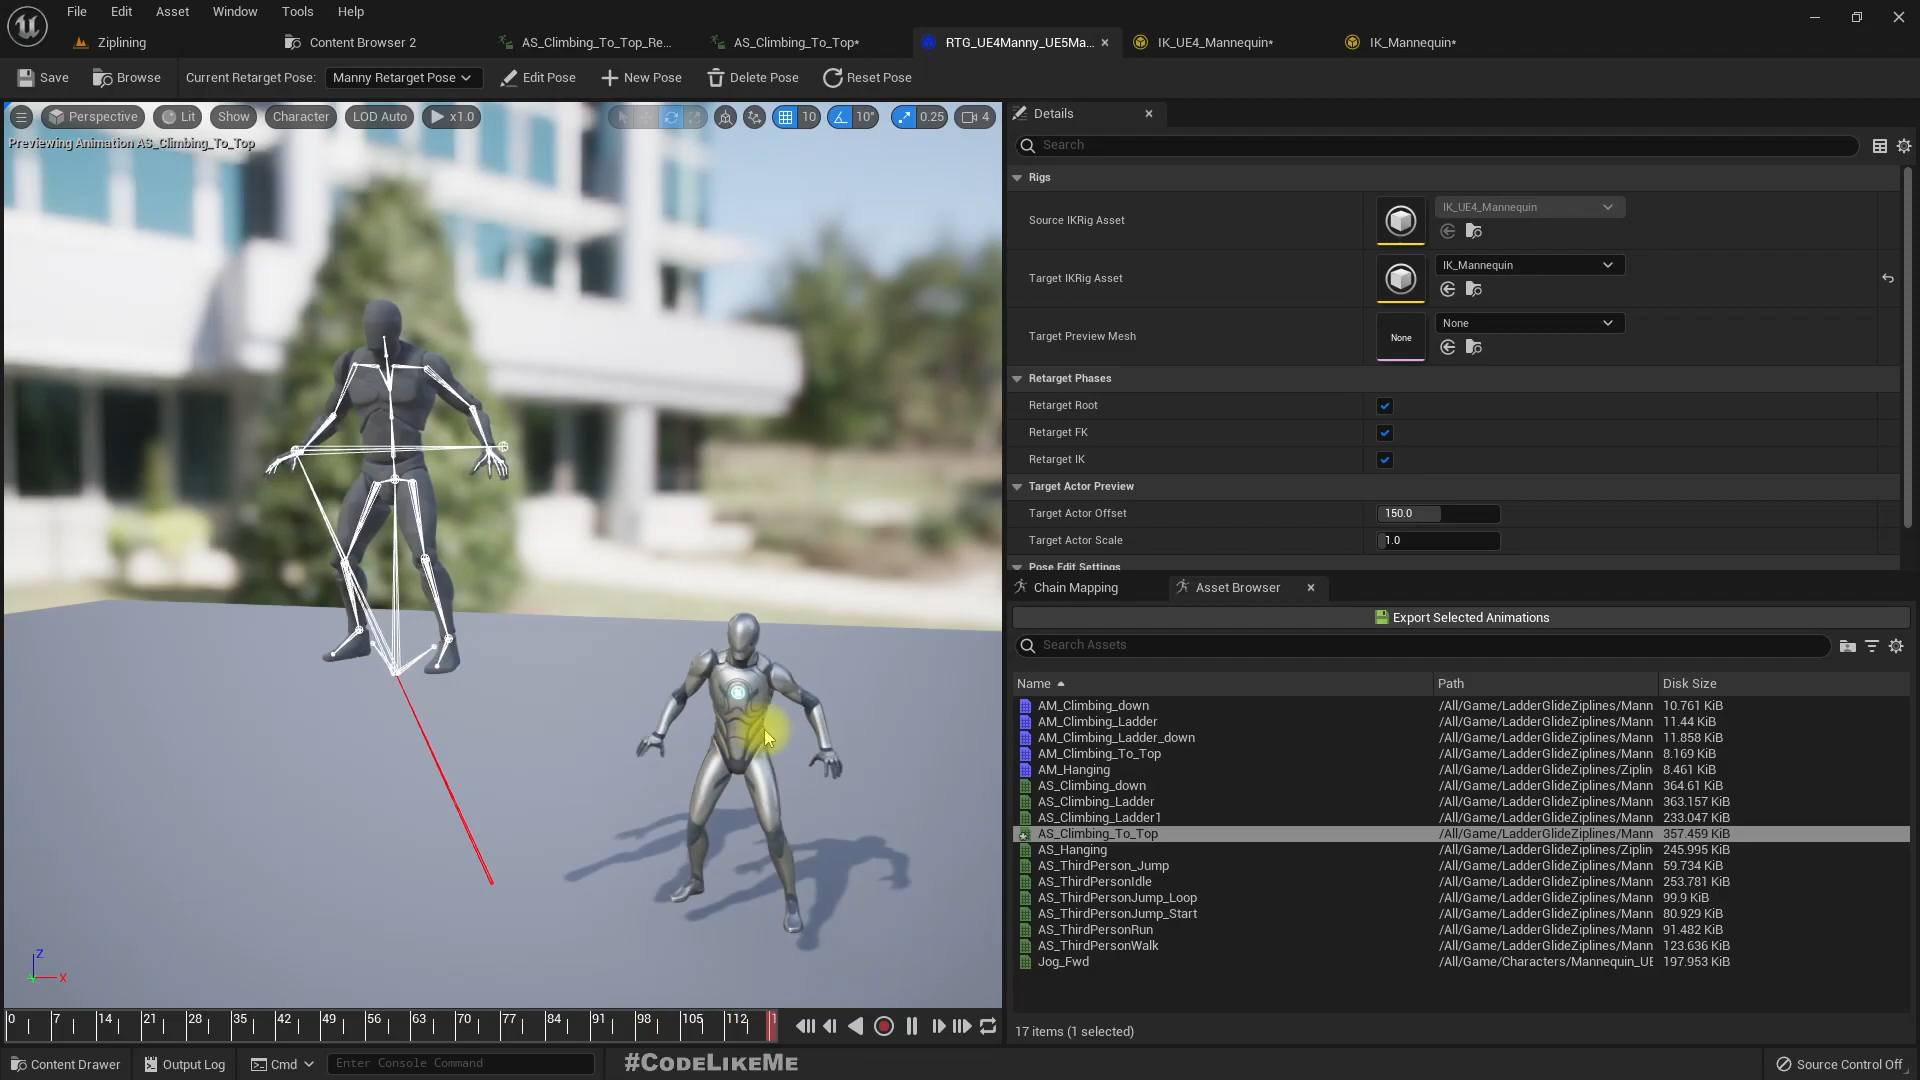 File Edit Asset Window Tools Help
Ziplining
Content Browser 2
AS_Climbing_To_Top_Re...
AS_Climbing_To_Top*
RTG_UE4Manny_UE5Ma...
IK_UE4_Mannequin*
IK_Mannequin*
Save Browse Current Retarget Pose: Manny Retarget Pose Edit Pose New Pose Delete Pose Reset Pose
Perspective Lit Show Character LOD Auto x1.0 10 10° 0.25 4
Previewing Animation AS_Climbing_To_Top
Details
Search
Rigs
Source IKRig Asset
IK_UE4_Mannequin
Target IKRig Asset
IK_Mannequin
Target Preview Mesh
None
None
Retarget Phases
Retarget Root
Retarget FK
Retarget IK
Target Actor Preview
Target Actor Offset 150.0
Target Actor Scale 1.0
Pose Edit Settings
Chain Mapping
Asset Browser
Export Selected Animations
Search Assets
Name Path Disk Size
AM_Climbing_down /All/Game/LadderGlideZiplines/Mann 10.761 KiB
AM_Climbing_Ladder /All/Game/LadderGlideZiplines/Mann 11.44 KiB
AM_Climbing_Ladder_down /All/Game/LadderGlideZiplines/Mann 11.858 KiB
AM_Climbing_To_Top /All/Game/LadderGlideZiplines/Mann 8.169 KiB
AM_Hanging /All/Game/LadderGlideZiplines/Ziplin 8.461 KiB
AS_Climbing_down /All/Game/LadderGlideZiplines/Mann 364.61 KiB
AS_Climbing_Ladder /All/Game/LadderGlideZiplines/Mann 363.157 KiB
AS_Climbing_Ladder1 /All/Game/LadderGlideZiplines/Mann 233.047 KiB
AS_Climbing_To_Top /All/Game/LadderGlideZiplines/Mann 357.459 KiB
AS_Hanging /All/Game/LadderGlideZiplines/Ziplin 245.995 KiB
AS_ThirdPerson_Jump /All/Game/LadderGlideZiplines/Mann 59.734 KiB
AS_ThirdPersonIdle /All/Game/LadderGlideZiplines/Mann 253.781 KiB
AS_ThirdPersonJump_Loop /All/Game/LadderGlideZiplines/Mann 99.9 KiB
AS_ThirdPersonJump_Start /All/Game/LadderGlideZiplines/Mann 80.929 KiB
AS_ThirdPersonRun /All/Game/LadderGlideZiplines/Mann 91.482 KiB
AS_ThirdPersonWalk /All/Game/LadderGlideZiplines/Mann 123.636 KiB
Jog_Fwd /All/Game/Characters/Mannequin_UE 197.953 KiB
17 items (1 selected)
Z
X
0 7 14 21 28 35 42 49 56 63 70 77 84 91 98 105 112 1
Content Drawer Output Log Cmd Enter Console Command #CodeLikeMe Source Control Off